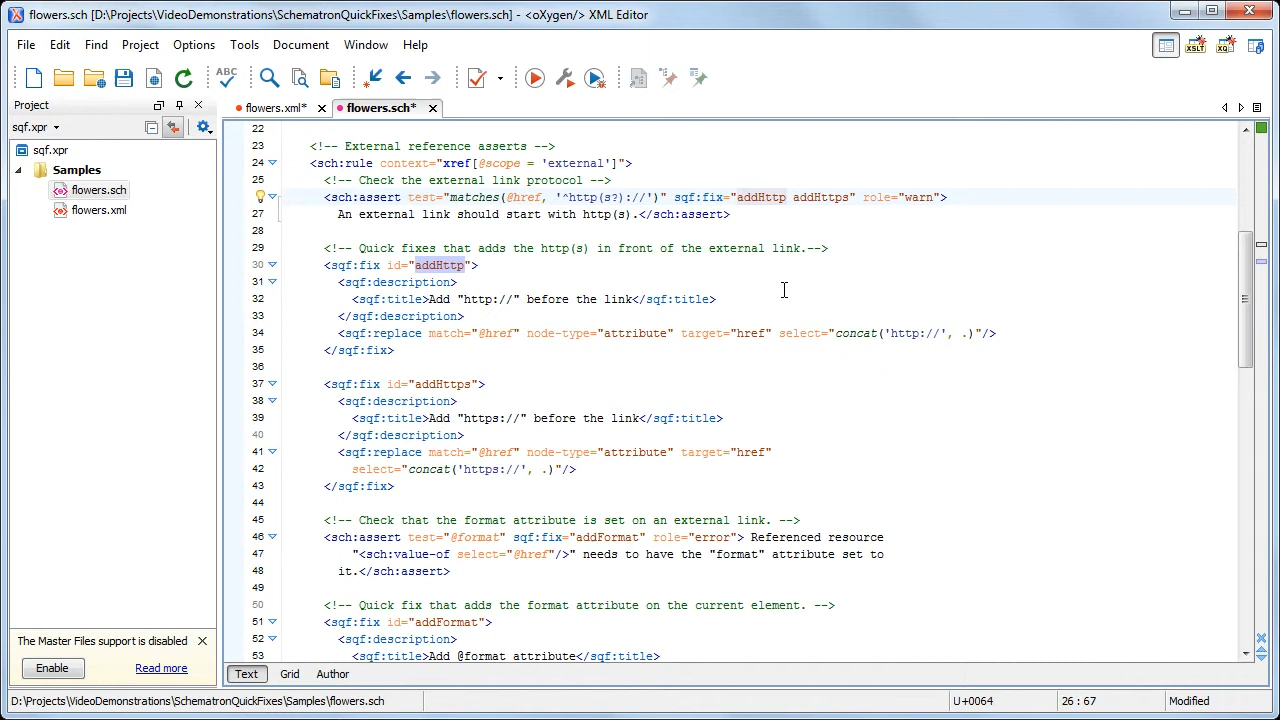 flowers.sch [D:\Projects\VideoDemonstrations\SchematronQuickFixes\Samples\flowers.sch] - <oXygen/> XML Editor
File Edit Find Project Options Tools Document Window Help
Project
flowers.xml* flowers.sch*
sqf.xpr
sqf.xpr
Samples
flowers.sch
flowers.xml
22
23 <!-- External reference asserts -->
24 <sch:rule context="xref[@scope = 'external']">
25 <!-- Check the external link protocol -->
26 <sch:assert test="matches(@href, '^http(s?)://')" sqf:fix="addHttp addHttps" role="warn">
27 An external link should start with http(s).</sch:assert>
28
29 <!-- Quick fixes that adds the http(s) in front of the external link.-->
30 <sqf:fix id="addHttp">
31 <sqf:description>
32 <sqf:title>Add "http://" before the link</sqf:title>
33 </sqf:description>
34 <sqf:replace match="@href" node-type="attribute" target="href" select="concat('http://', .)"/>
35 </sqf:fix>
36
37 <sqf:fix id="addHttps">
38 <sqf:description>
39 <sqf:title>Add "https://" before the link</sqf:title>
40 </sqf:description>
41 <sqf:replace match="@href" node-type="attribute" target="href"
42 select="concat('https://', .)"/>
43 </sqf:fix>
44
45 <!-- Check that the format attribute is set on an external link. -->
46 <sch:assert test="@format" sqf:fix="addFormat" role="error"> Referenced resource
47 "<sch:value-of select="@href"/>" needs to have the "format" attribute set to
48 it.</sch:assert>
49
50 <!-- Quick fix that adds the format attribute on the current element. -->
51 <sqf:fix id="addFormat">
52 <sqf:description>
53 <sqf:title>Add @format attribute</sqf:title>
The Master Files support is disabled
Enable Read more
Text Grid Author
D:\Projects\VideoDemonstrations\SchematronQuickFixes\Samples\flowers.sch U+0064 26 : 67 Modified